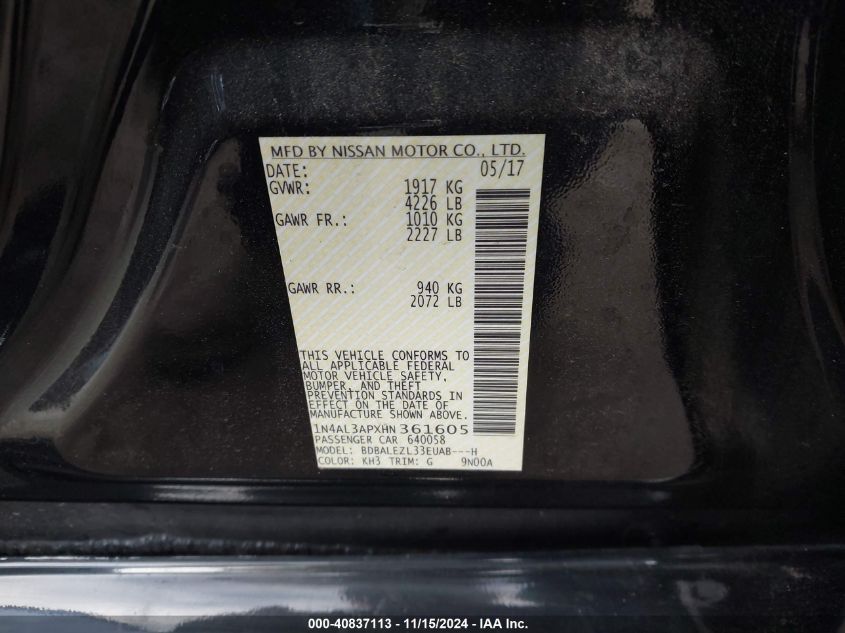 MFD BY NISSAN MOTOR CO., LTD.
DATE: 05/17
GVWR: 1917 KG
4226 LB
GAWR FR.: 1010 KG
2227 LB
GAWR RR.: 940 KG
2072 LB
THIS VEHICLE CONFORMS TO
ALL APPLICABLE FEDERAL
MOTOR VEHICLE SAFETY,
BUMPER, AND THEFT
PREVENTION STANDARDS IN
EFFECT ON THE DATE OF
MANUFACTURE SHOWN ABOVE.
1N4AL3APXHN361605
PASSENGER CAR 640058
MODEL: BDBALEZL33EUAB---H
COLOR: KH3 TRIM: G 9N00A
000-40837113 - 11/15/2024 - IAA Inc.